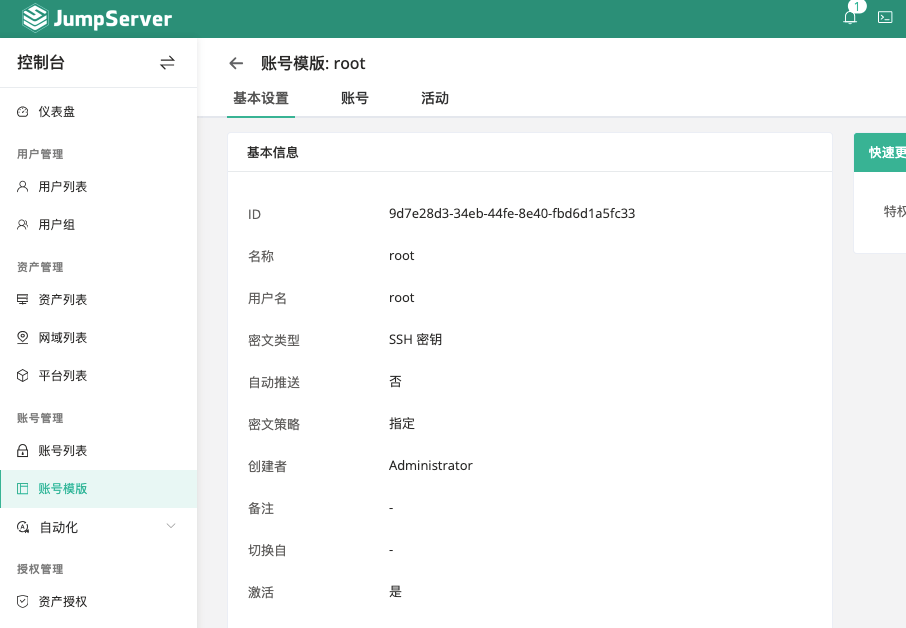 JumpServer
1
控制台
仪表盘
用户管理
用户列表
用户组
资产管理
资产列表
网域列表
平台列表
账号管理
账号列表
账号模版
自动化
授权管理
资产授权
账号模版: root
基本设置 账号 活动
基本信息
ID 9d7e28d3-34eb-44fe-8e40-fbd6d1a5fc33
名称 root
用户名 root
密文类型 SSH 密钥
自动推送 否
密文策略 指定
创建者 Administrator
备注 -
切换自 -
激活 是
快速更
特权